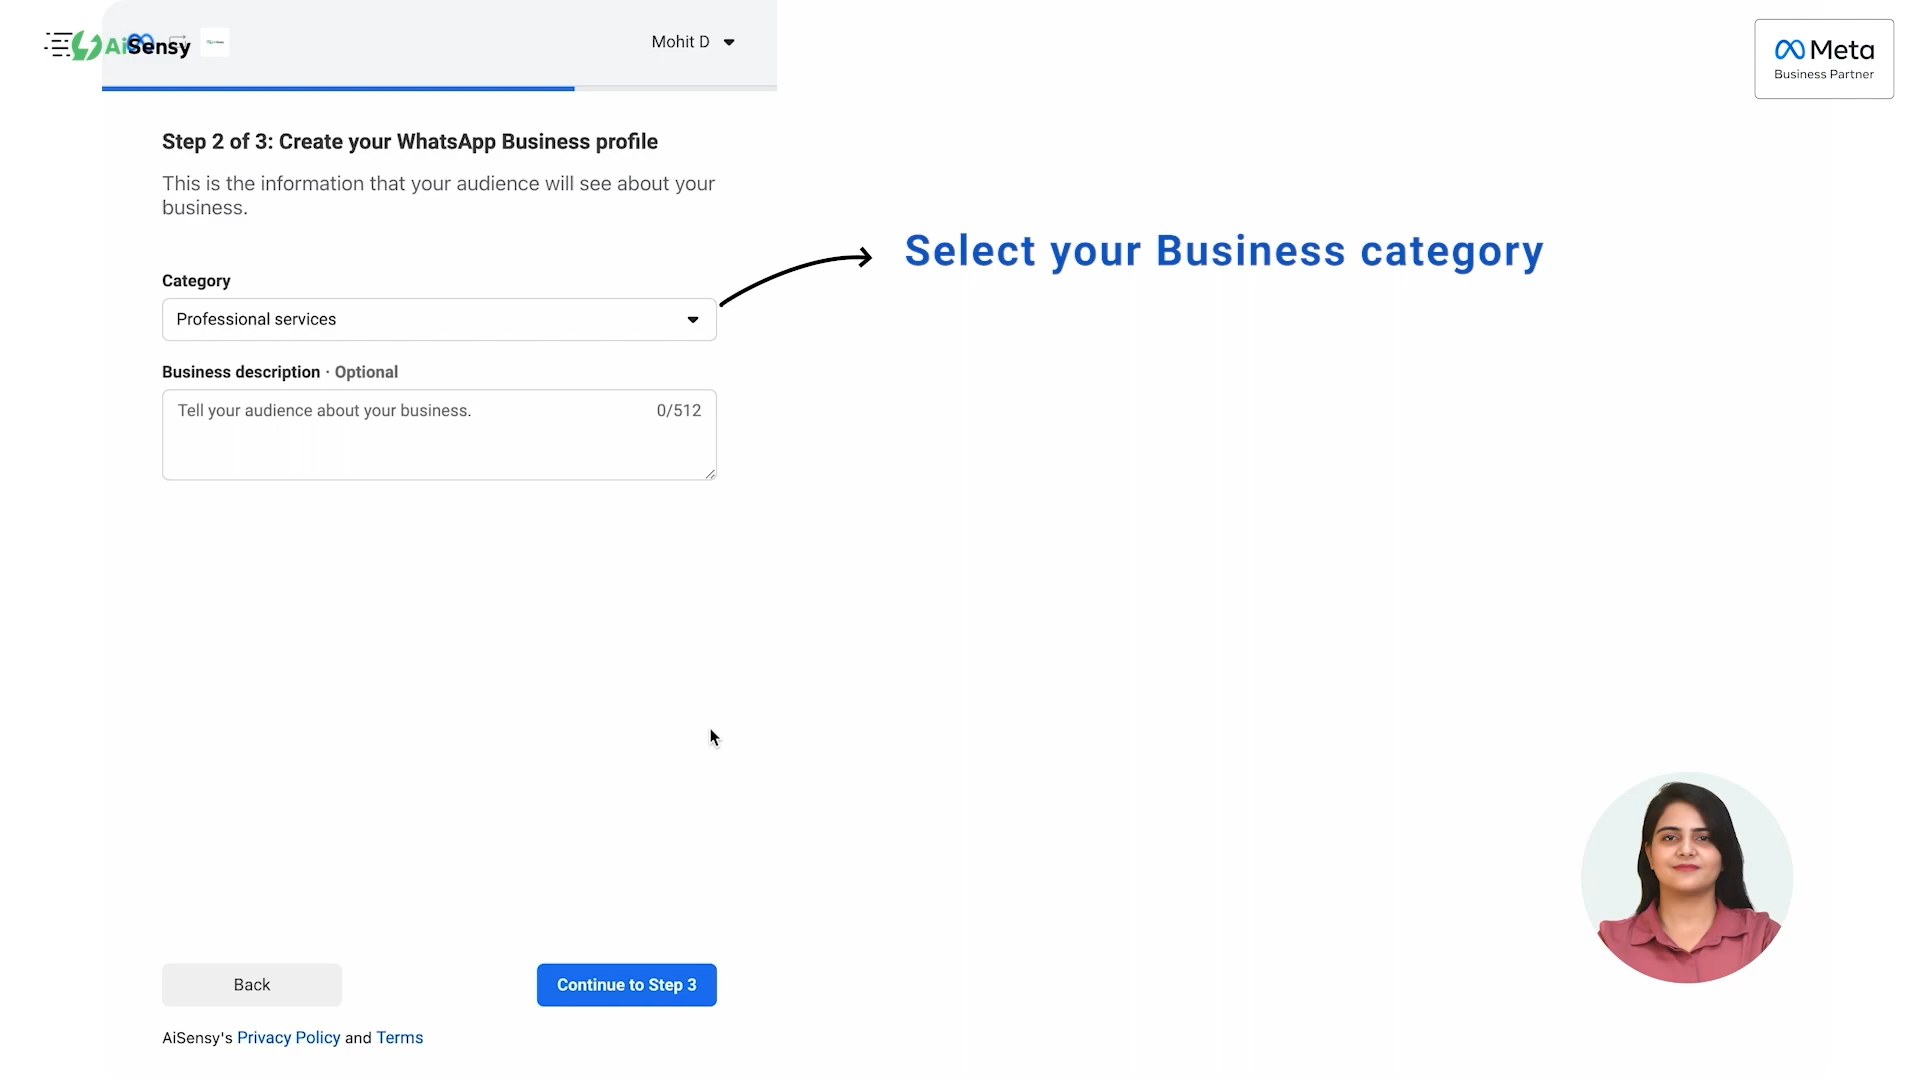 AiSensy
Mohit D
Meta
Business Partner
Step 2 of 3: Create your WhatsApp Business profile
This is the information that your audience will see about your
business.
Select your Business category
Category
Professional services
Business description · Optional
Tell your audience about your business.
0/512
Back
Continue to Step 3
AiSensy's Privacy Policy and Terms